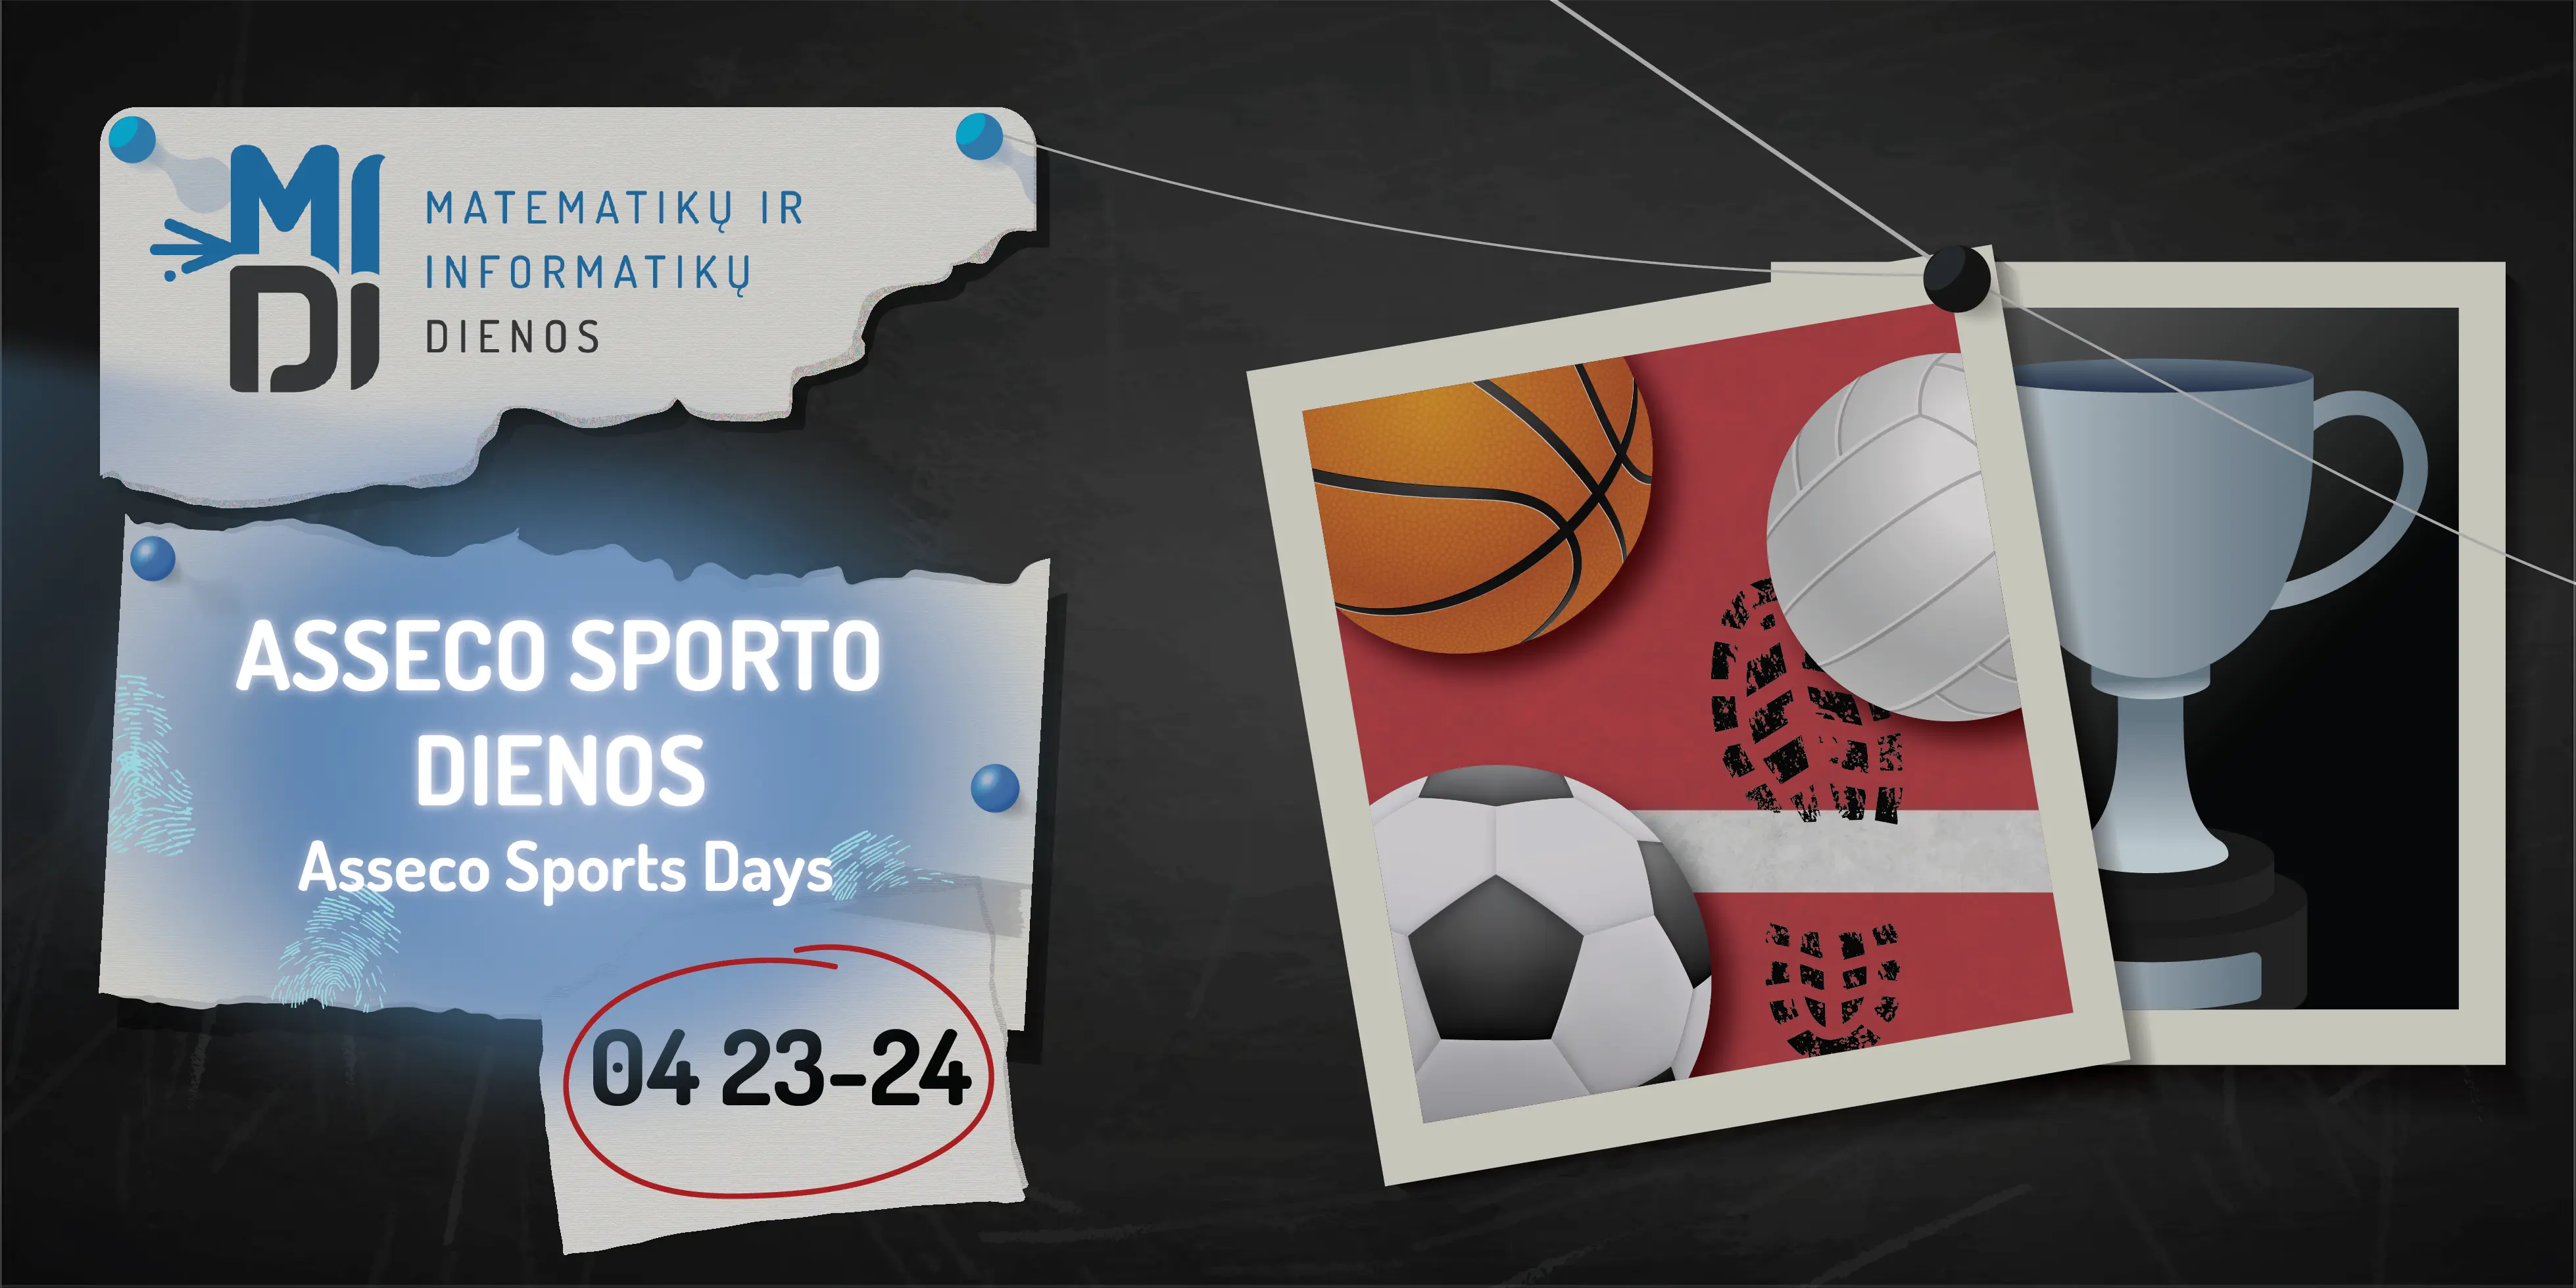 MI
DI
MATEMATIKŲ IR
INFORMATIKŲ
DIENOS
ASSECO SPORTO
DIENOS
Asseco Sports Days
04 23-24